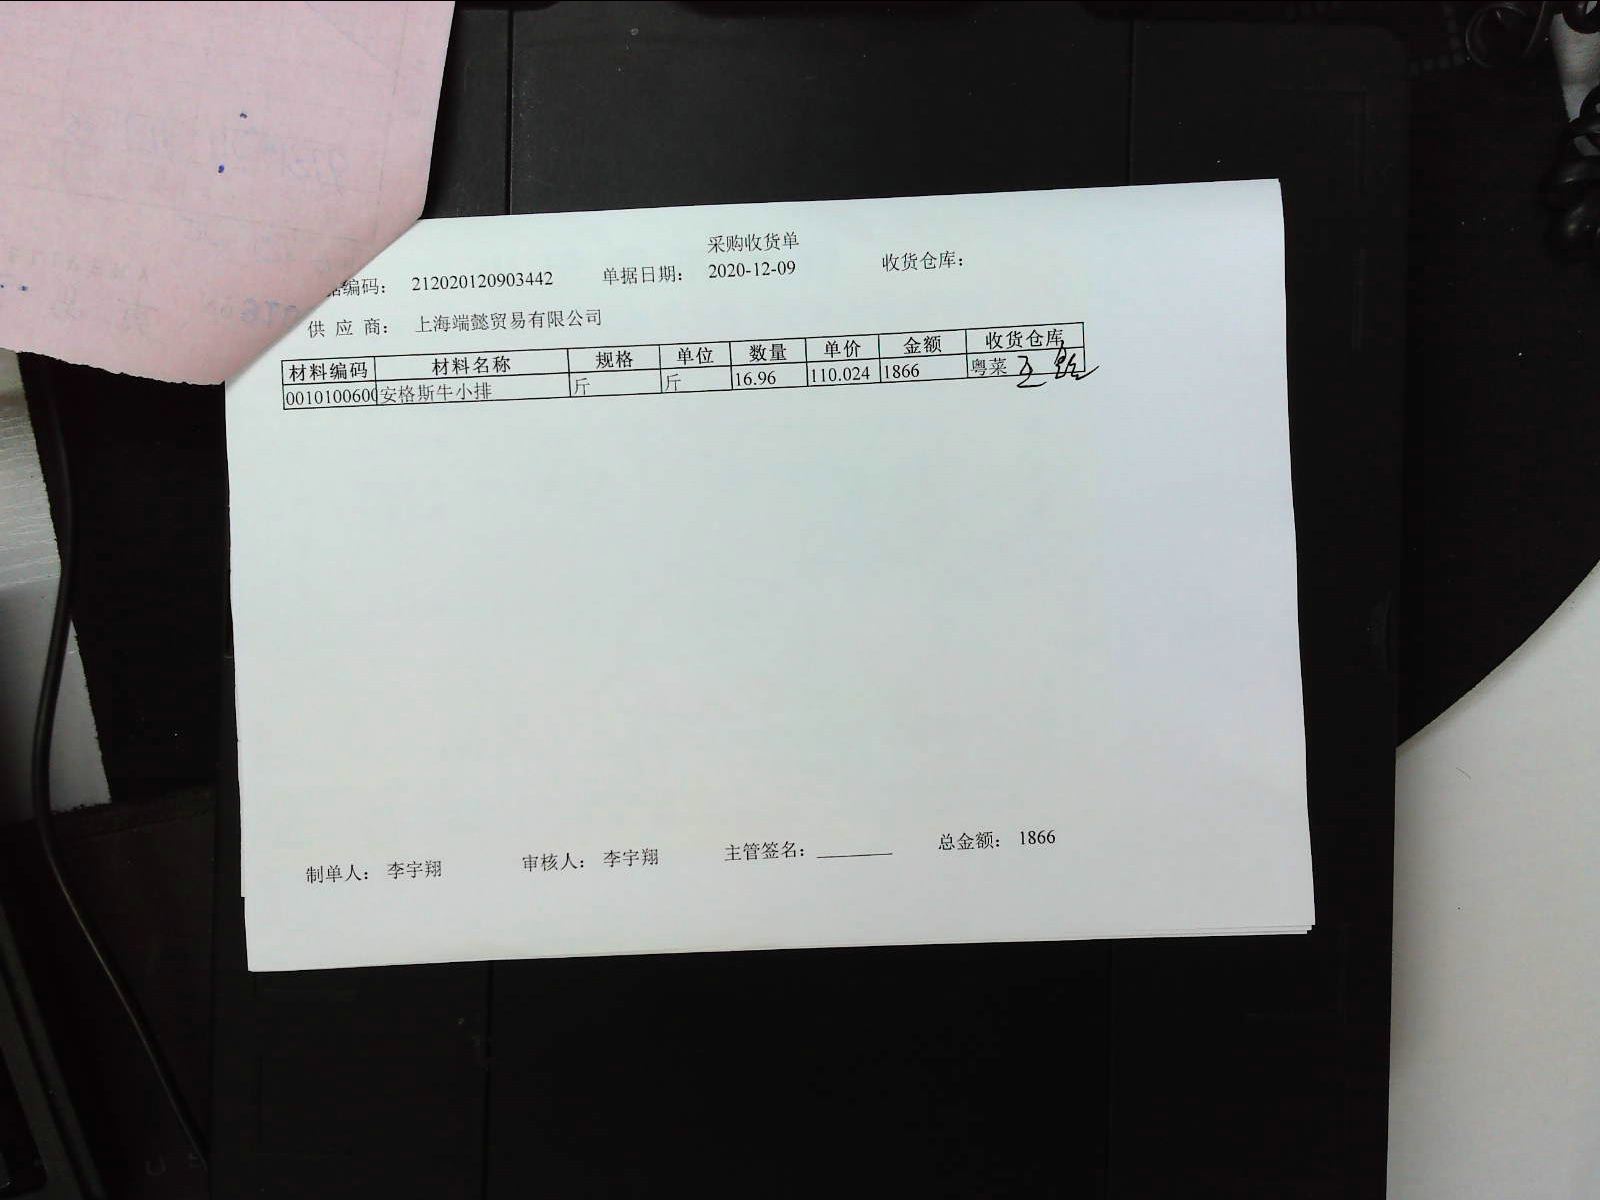 采购收货单
据编码： 212020120903442 单据日期： 2020-12-09 收货仓库：
供 应 商： 上海端懿贸易有限公司
材料编码 材料名称 规格 单位 数量 单价 金额 收货仓库
0010100600 安格斯牛小排 斤 斤 16.96 110.024 1866 粤菜
制单人： 李宇翔 审核人： 李宇翔 主管签名： 总金额： 1866